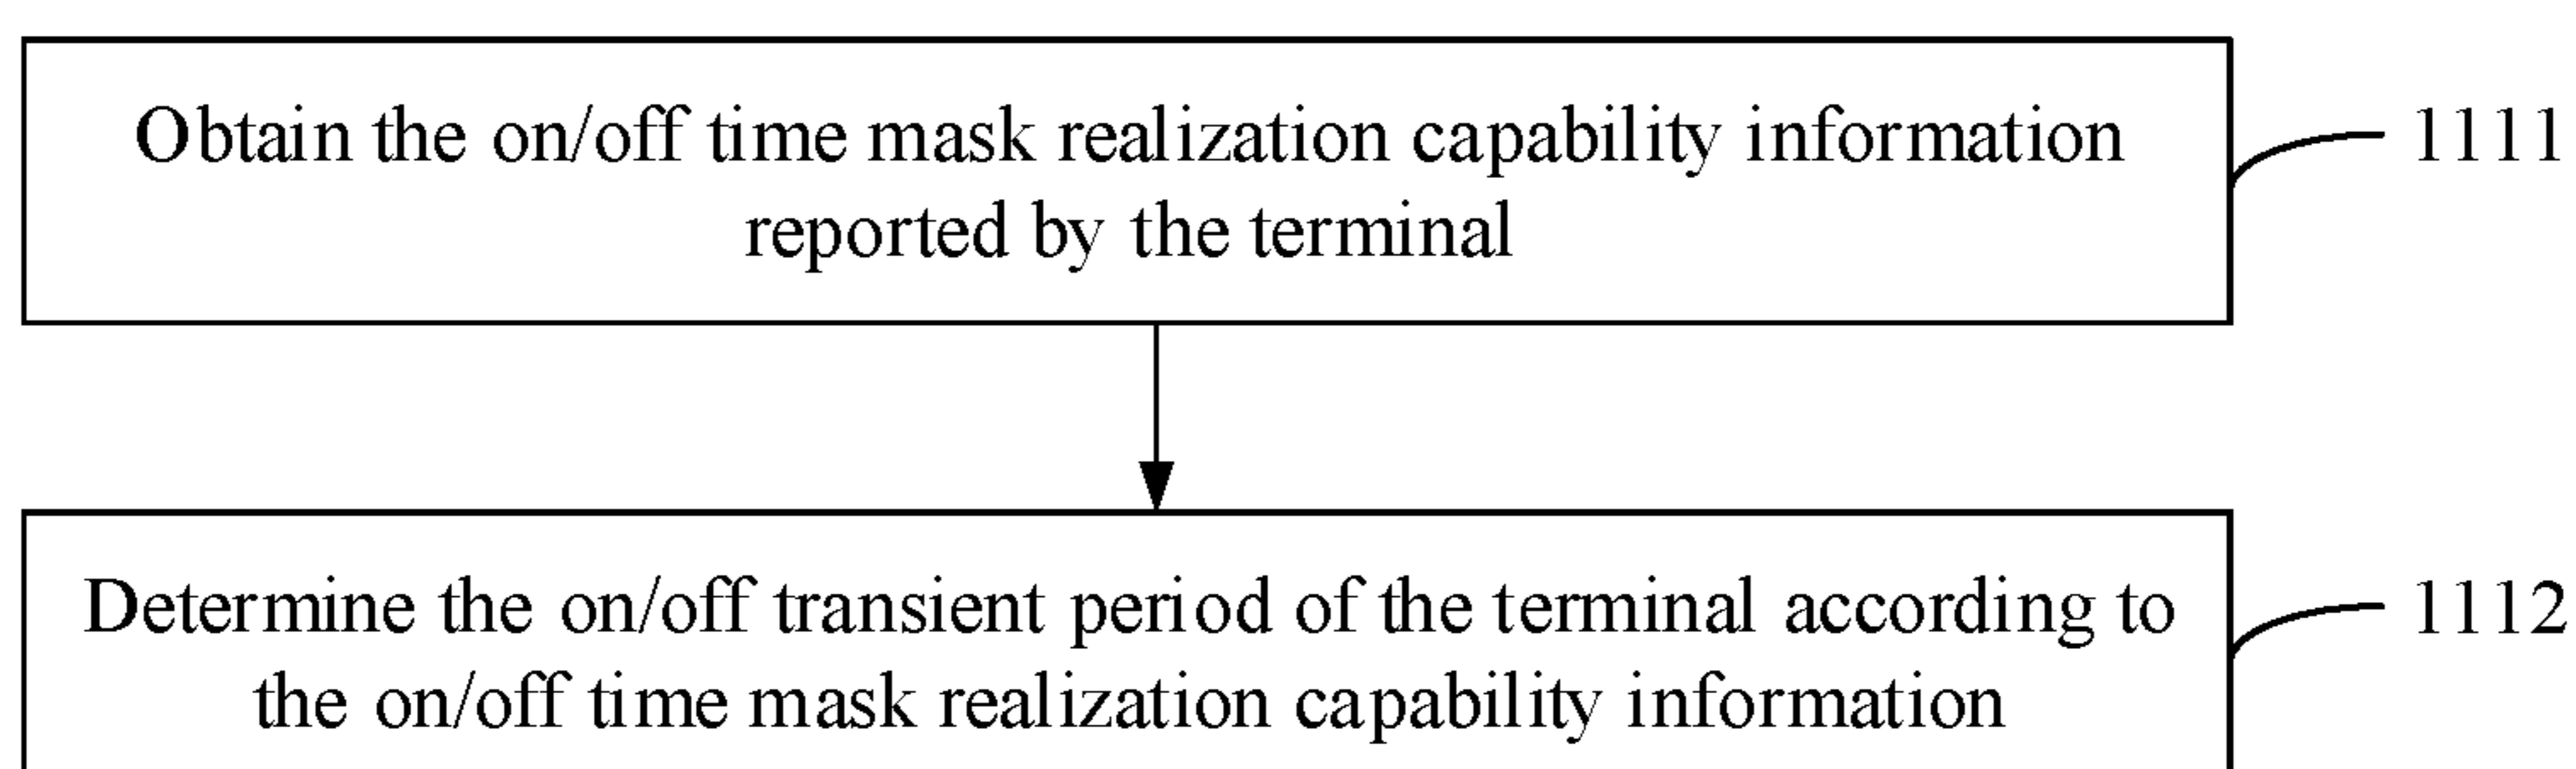 Obtain the on/off time mask realization capability information
reported by the terminal
1111
Determine the on/off transient period of the terminal according to
the on/off time mask realization capability information
1112